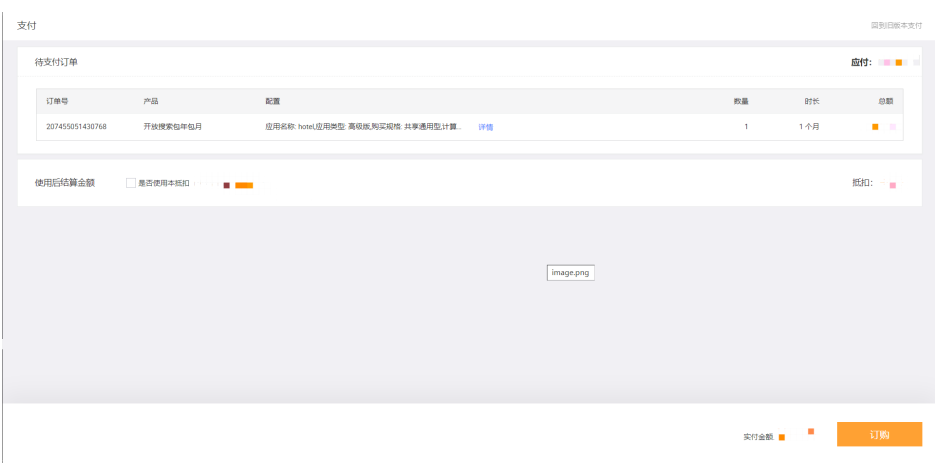 支付
回到旧版本支付
待支付订单
应付:
订单号 产品 配置 数量 时长 总额
207455051430768 开放搜索包年包月 应用名称: hotel,应用类型: 高级版,购买规格: 共享通用型,计算... 详情 1 1 个月
使用后结算金额 是否使用本抵扣 抵扣:
image.png
实付金额
订购